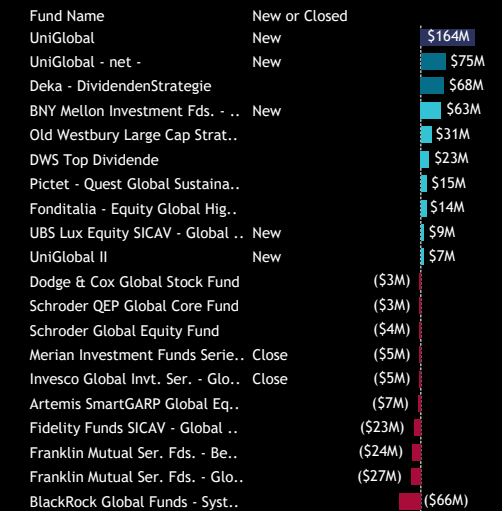 Fund Name New or Closed
UniGlobal New $164M
UniGlobal - net - New $75M
Deka - DividendenStrategie $68M
BNY Mellon Investment Fds. - .. New $63M
Old Westbury Large Cap Strat.. $31M
DWS Top Dividende $23M
Pictet - Quest Global Sustaina.. $15M
Fonditalia - Equity Global Hig.. $14M
UBS Lux Equity SICAV - Global .. New $9M
UniGlobal II New $7M
Dodge & Cox Global Stock Fund ($3M)
Schroder QEP Global Core Fund ($3M)
Schroder Global Equity Fund ($4M)
Merian Investment Funds Serie.. Close ($5M)
Invesco Global Invt. Ser. - Glo.. Close ($5M)
Artemis SmartGARP Global Eq.. ($7M)
Fidelity Funds SICAV - Global .. ($23M)
Franklin Mutual Ser. Fds. - Be.. ($24M)
Franklin Mutual Ser. Fds. - Glo.. ($27M)
BlackRock Global Funds - Syst.. ($66M)